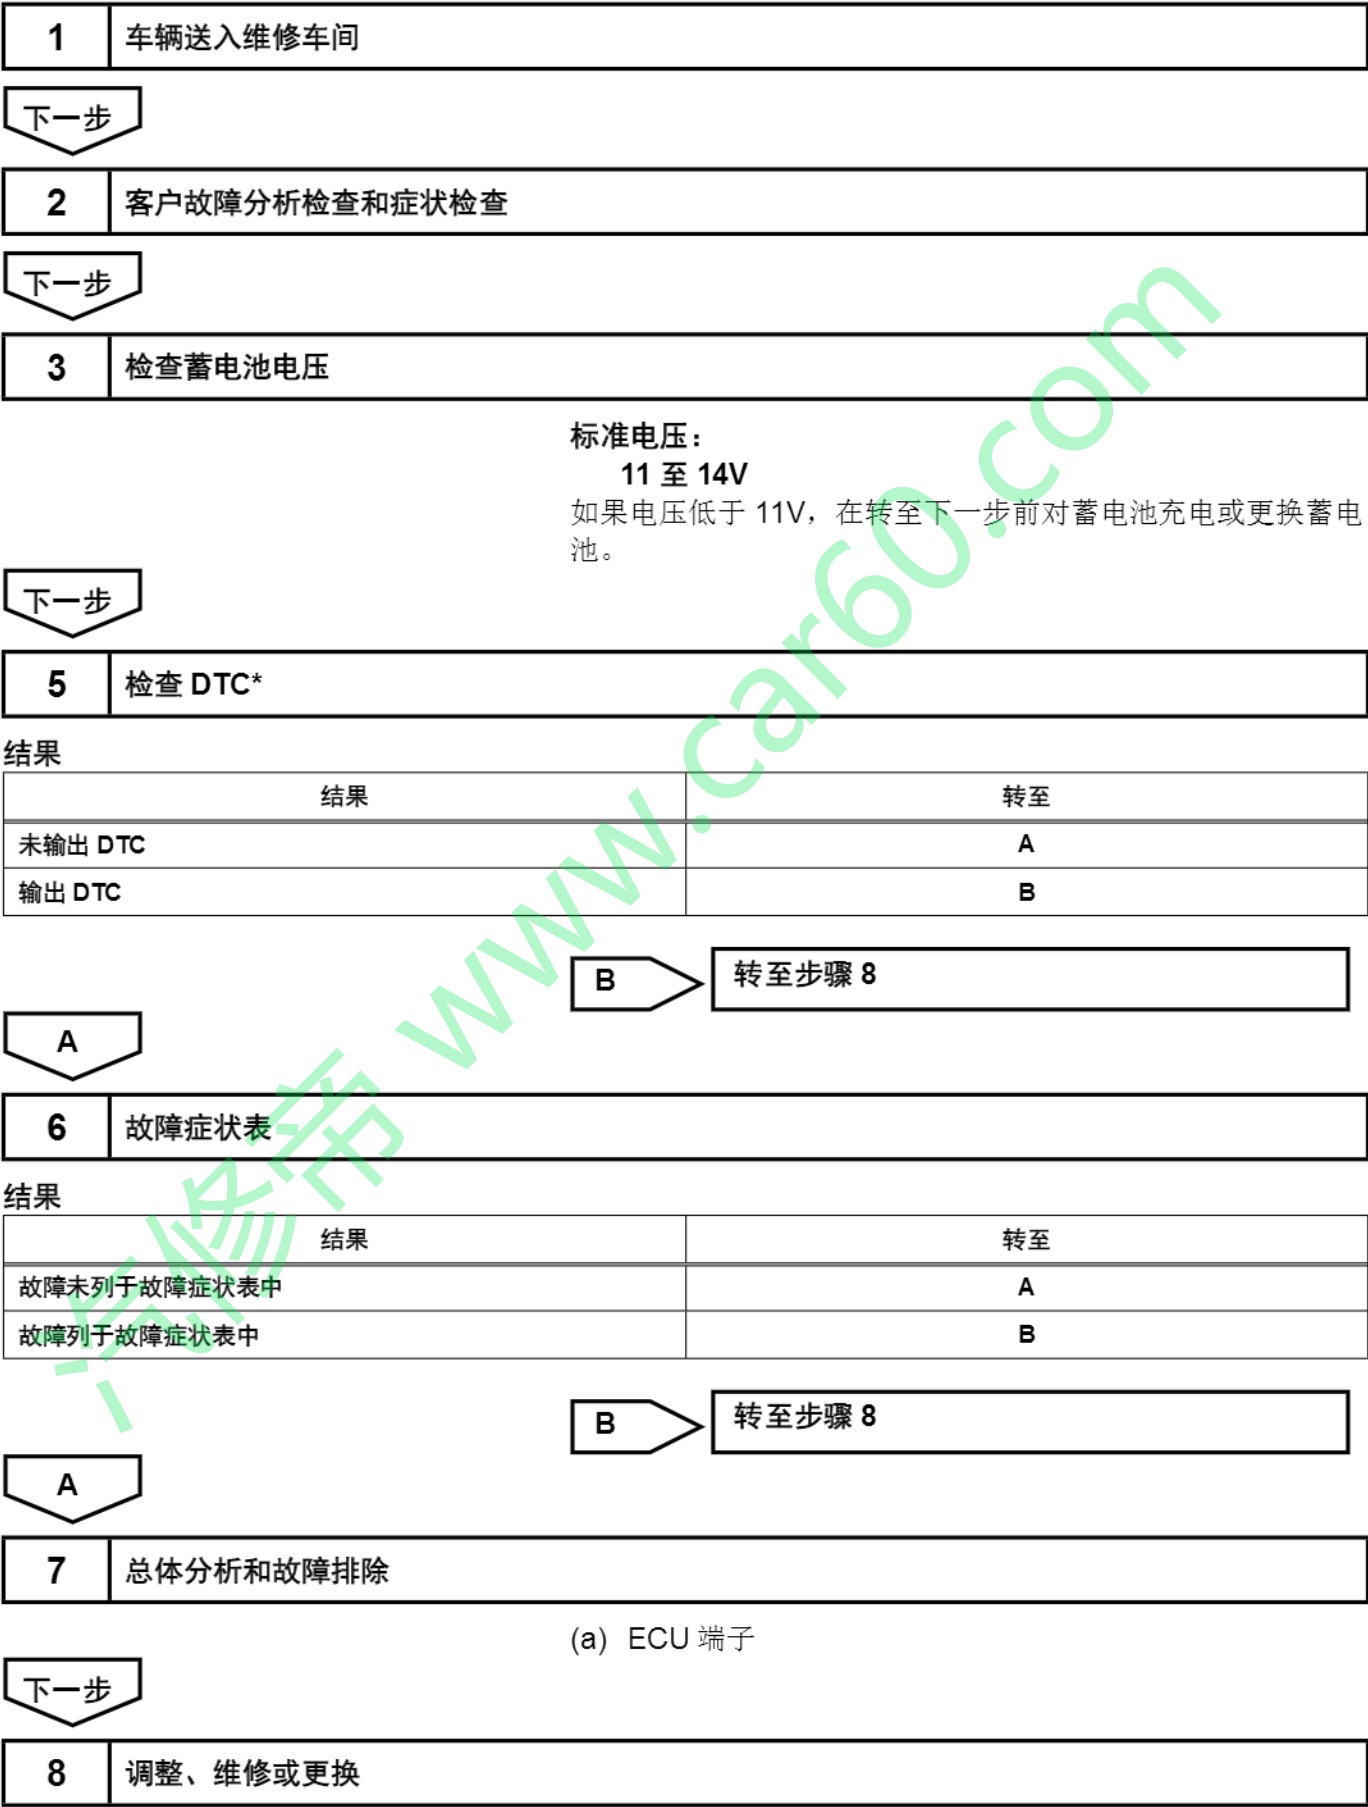 1 车辆送入维修车间
下一步
2 客户故障分析检查和症状检查
下一步
3 检查蓄电池电压
标准电压：
11 至 14V
如果电压低于 11V，在转至下一步前对蓄电池充电或更换蓄电
池。
下一步
5 检查 DTC*
结果
结果 转至
未输出 DTC A
输出 DTC B
B 转至步骤 8
A
6 故障症状表
结果
结果 转至
故障未列于故障症状表中 A
故障列于故障症状表中 B
B 转至步骤 8
A
7 总体分析和故障排除
(a) ECU 端子
下一步
8 调整、维修或更换
汽修帝 www.car60.com